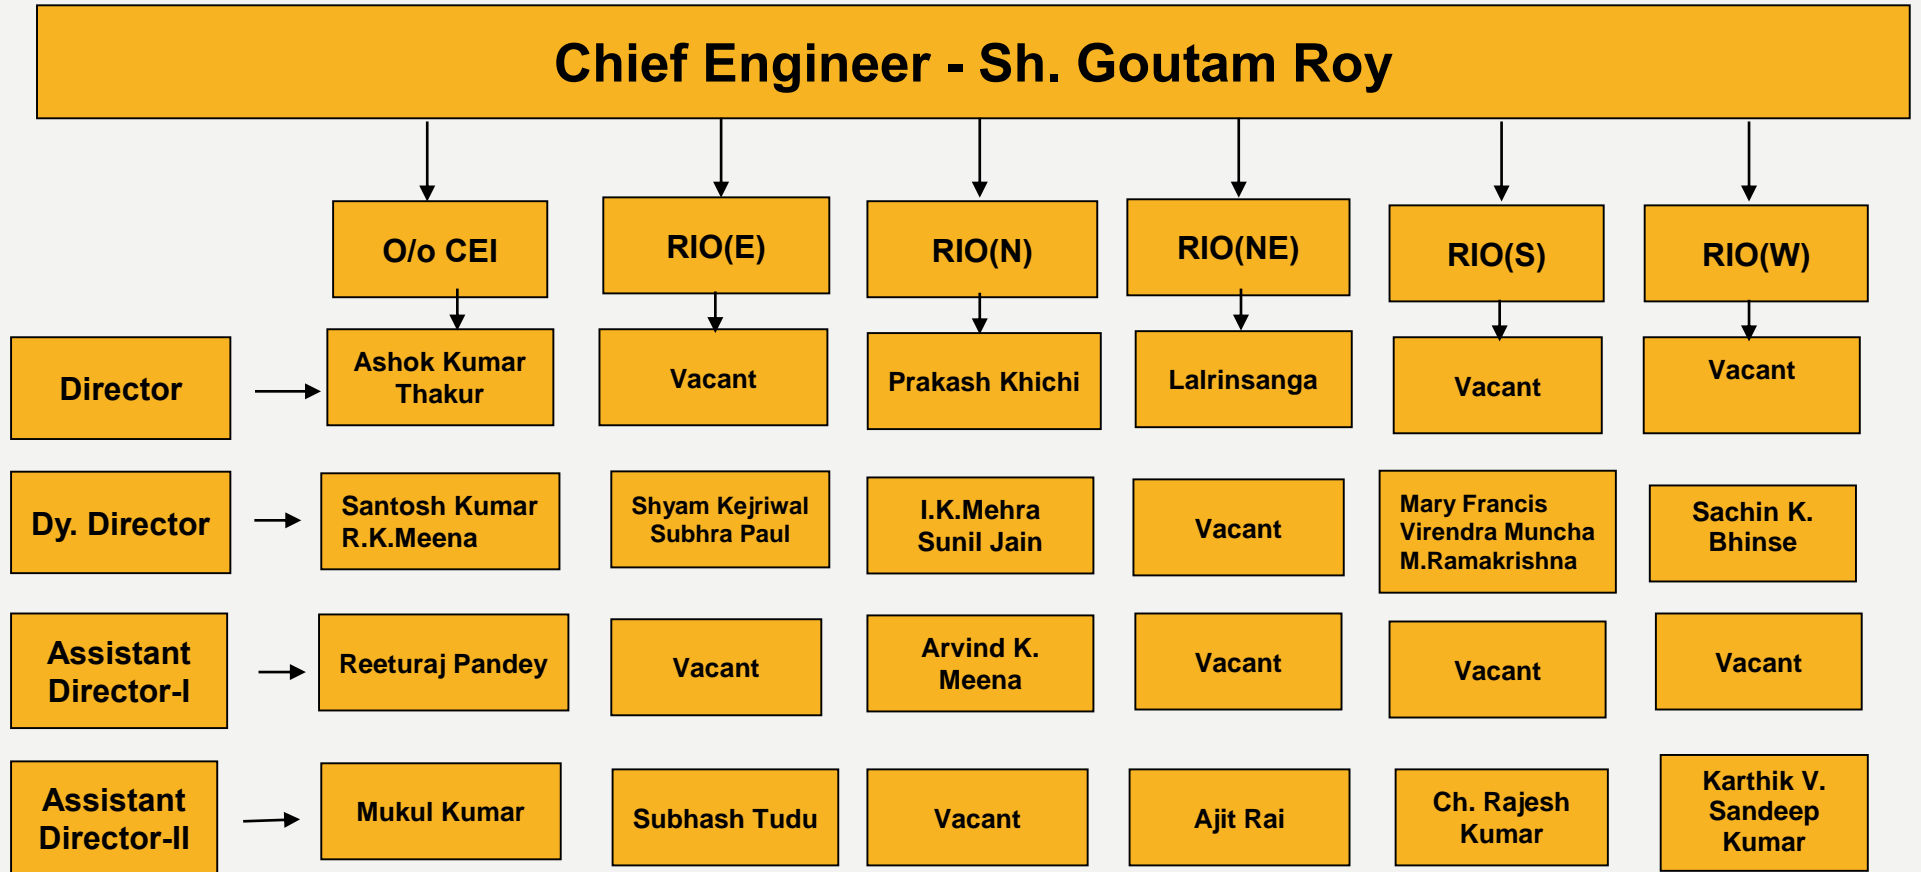 Chief Engineer - Sh. Goutam Roy
O/o CEI
RIO(E)
RIO(N)
RIO(NE)
RIO(S)
RIO(W)
Director
Ashok Kumar
Thakur
Vacant
Prakash Khichi
Lalrinsanga
Vacant
Vacant
Dy. Director
Santosh Kumar
R.K.Meena
Shyam Kejriwal
Subhra Paul
I.K.Mehra
Sunil Jain
Vacant
Mary Francis
Virendra Muncha
M.Ramakrishna
Sachin K.
Bhinse
Assistant
Director-I
Reeturaj Pandey
Vacant
Arvind K.
Meena
Vacant
Vacant
Vacant
Assistant
Director-II
Mukul Kumar
Subhash Tudu
Vacant
Ajit Rai
Ch. Rajesh
Kumar
Karthik V.
Sandeep
Kumar